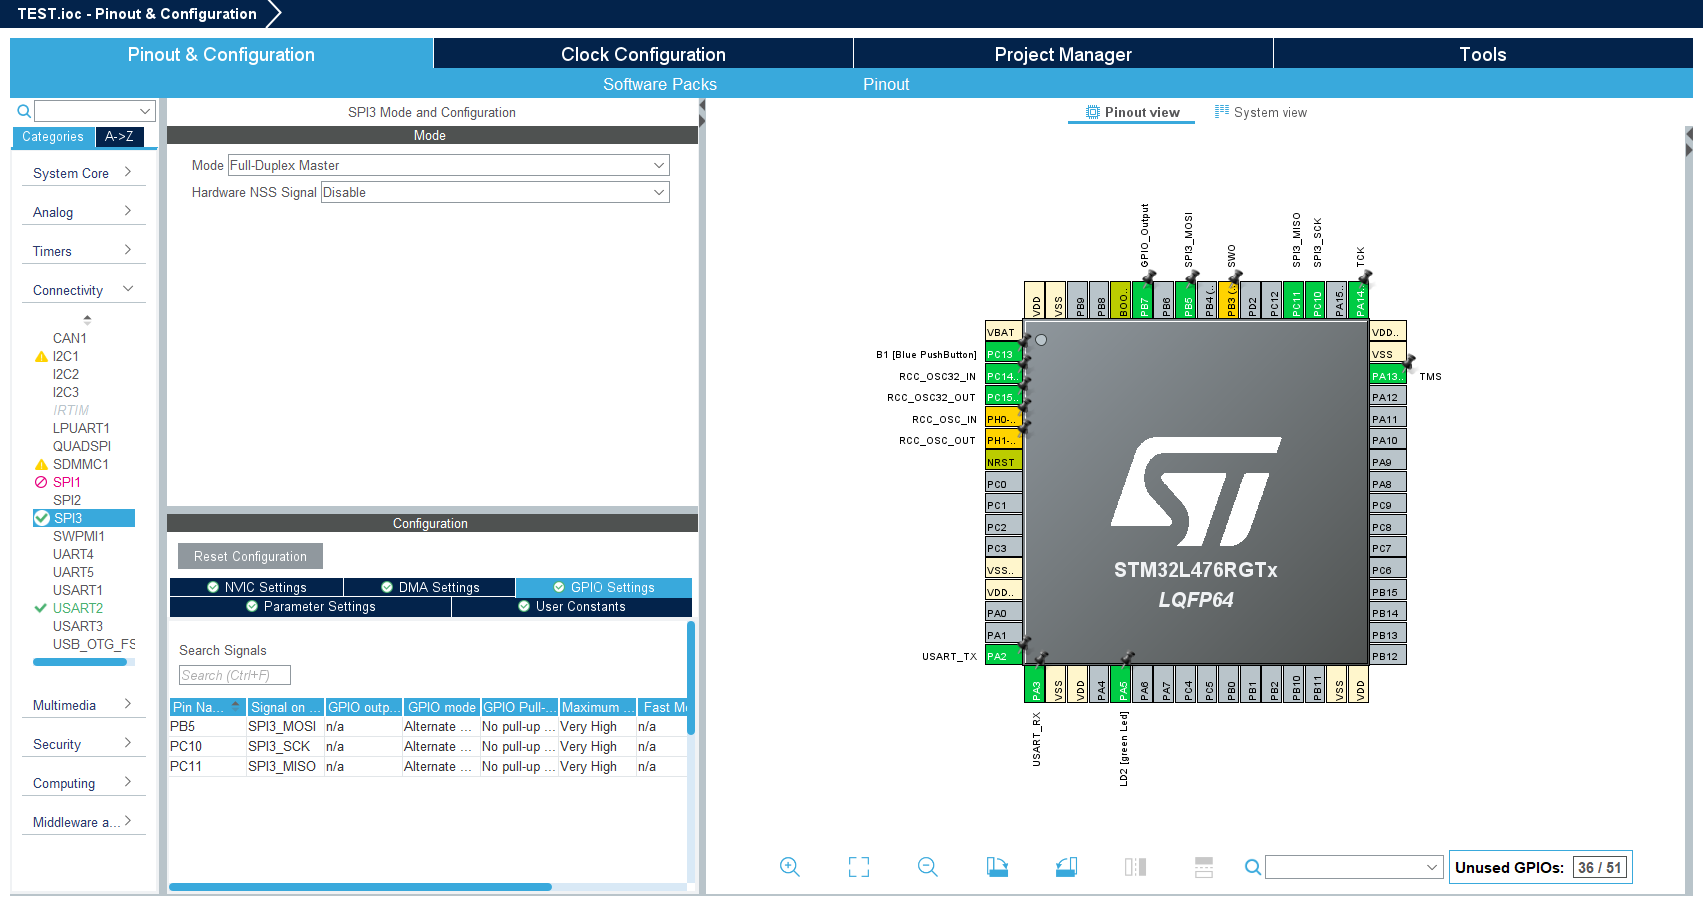 TEST.ioc - Pinout & Configuration
Pinout & Configuration
Clock Configuration
Project Manager
Tools
Software Packs
Pinout
Categories
A->Z
System Core
Analog
Timers
Connectivity
CAN1
I2C1
I2C2
I2C3
IRTIM
LPUART1
QUADSPI
SDMMC1
SPI1
SPI2
SPI3
SWPMI1
UART4
UART5
USART1
USART2
USART3
USB_OTG_FS
Multimedia
Security
Computing
Middleware a...
SPI3 Mode and Configuration
Mode
Mode Full-Duplex Master
Hardware NSS Signal Disable
Configuration
Reset Configuration
NVIC Settings
DMA Settings
GPIO Settings
Parameter Settings
User Constants
Search Signals
Search (Ctrl+F)
Pin Na... Signal on ... GPIO outp... GPIO mode GPIO Pull-... Maximum ... Fast Mo
PB5 SPI3_MOSI n/a Alternate ... No pull-up ... Very High n/a
PC10 SPI3_SCK n/a Alternate ... No pull-up ... Very High n/a
PC11 SPI3_MISO n/a Alternate ... No pull-up ... Very High n/a
Pinout view
System view
GPIO_Output
SPI3_MOSI
SWO
SPI3_MISO
SPI3_SCK
TCK
VDD
VSS
PB9
PB8
BOO..
PB7
PB6
PB5
PB4 (..
PB3 (..
PD2
PC12
PC11
PC10
PA15..
PA14..
VBAT
B1 [Blue PushButton] PC13
RCC_OSC32_IN PC14..
RCC_OSC32_OUT PC15..
RCC_OSC_IN PH0-..
RCC_OSC_OUT PH1-..
NRST
PC0
PC1
PC2
PC3
VSS..
VDD..
PA0
PA1
USART_TX PA2
ST
STM32L476RGTx
LQFP64
VDD..
VSS
PA13.. TMS
PA12
PA11
PA10
PA9
PA8
PC9
PC8
PC7
PC6
PB15
PB14
PB13
PB12
PA3
VSS
VDD
PA4
PA5
PA6
PA7
PC4
PC5
PB0
PB1
PB2
PB10
PB11
VSS
VDD
USART_RX
LD2 [green Led]
Unused GPIOs: 36 / 51